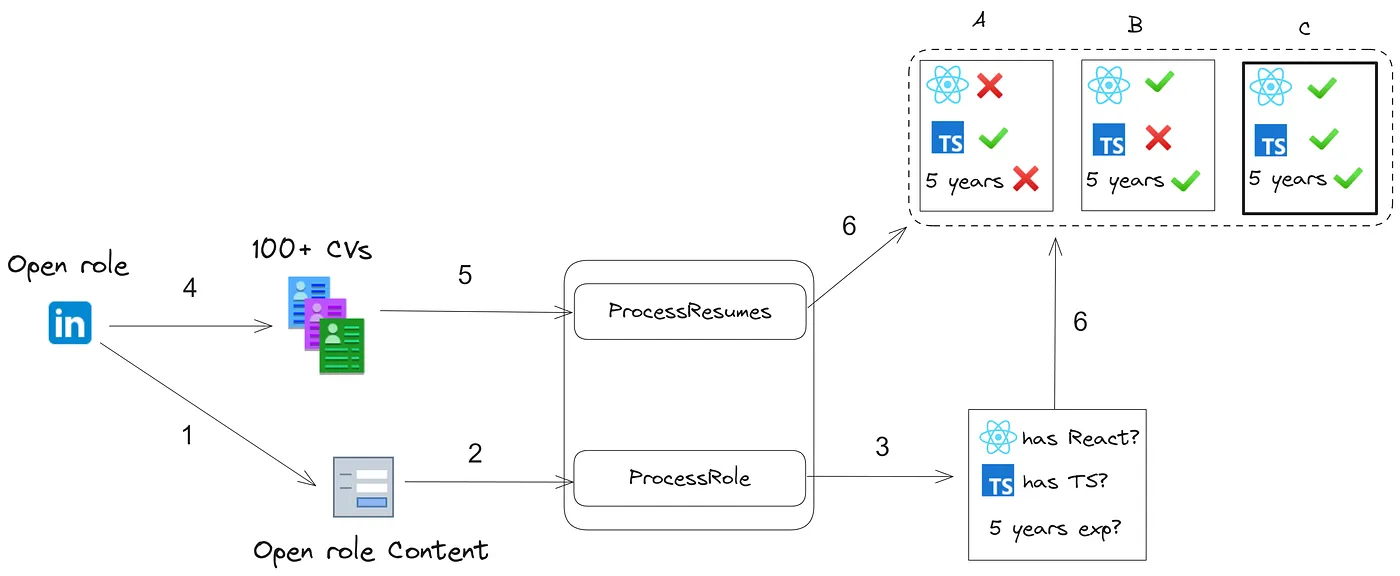 A
B
C
TS
5 years
TS
5 years
TS
5 years
6
Open role
100+ CVs
in
4
5
ProcessResumes
6
1
2
ProcessRole
3
has React?
TS has TS?
5 years exp?
Open role Content